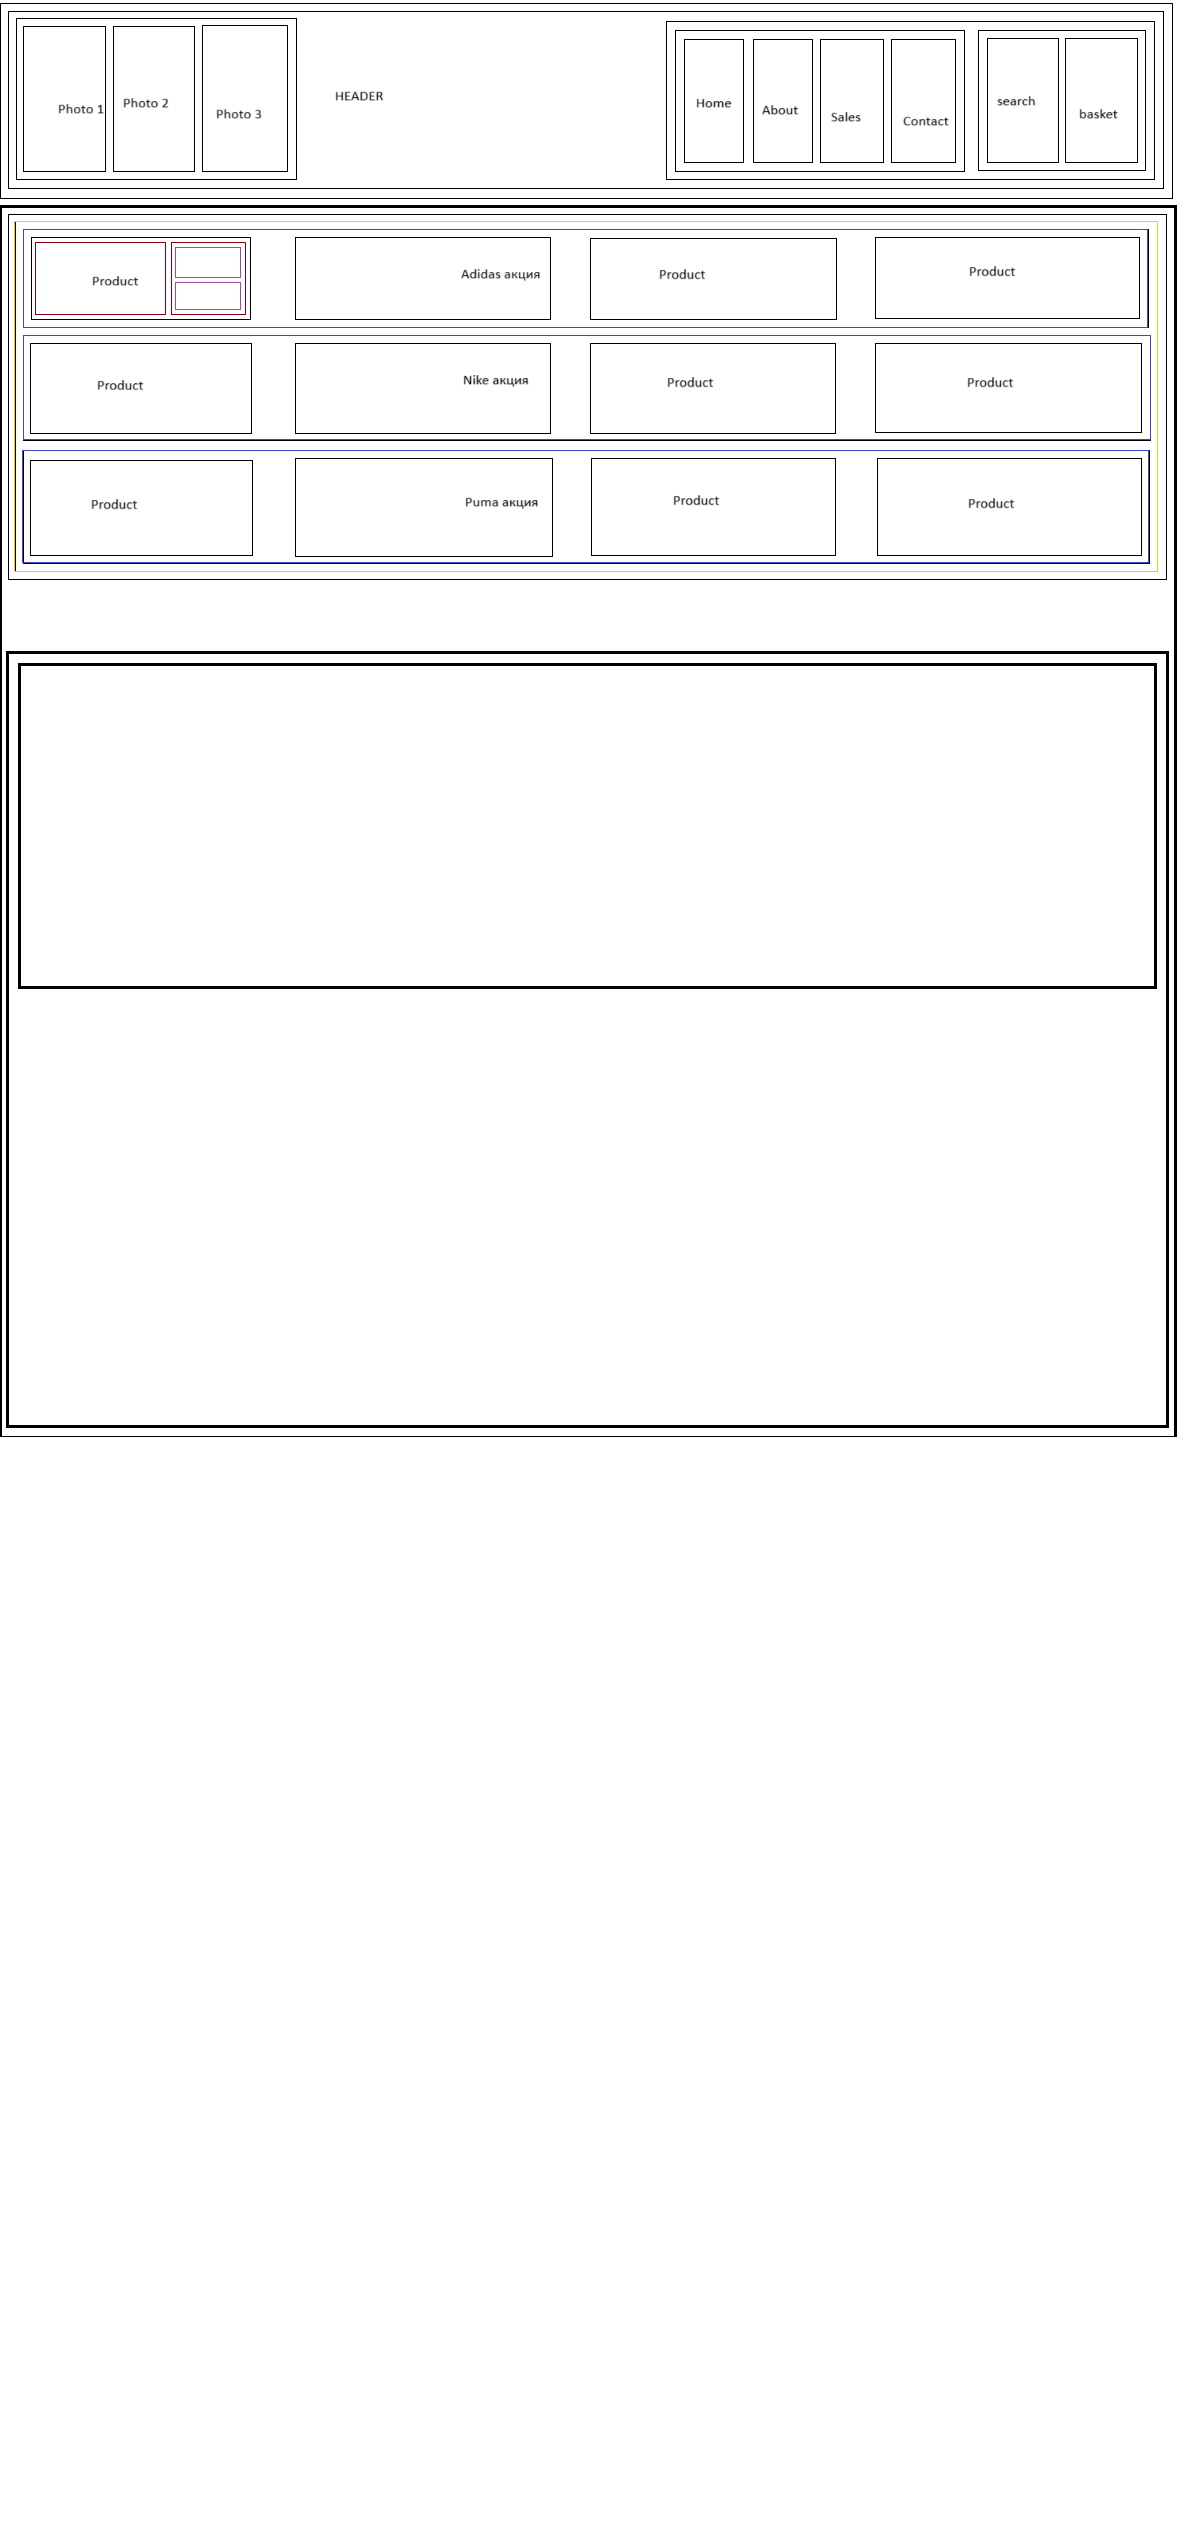 Photo 1
Photo 2
Photo 3
HEADER
Home
About
Sales
Contact
search
basket
Product
Adidas акция
Product
Product
Product
Nike акция
Product
Product
Product
Puma акция
Product
Product